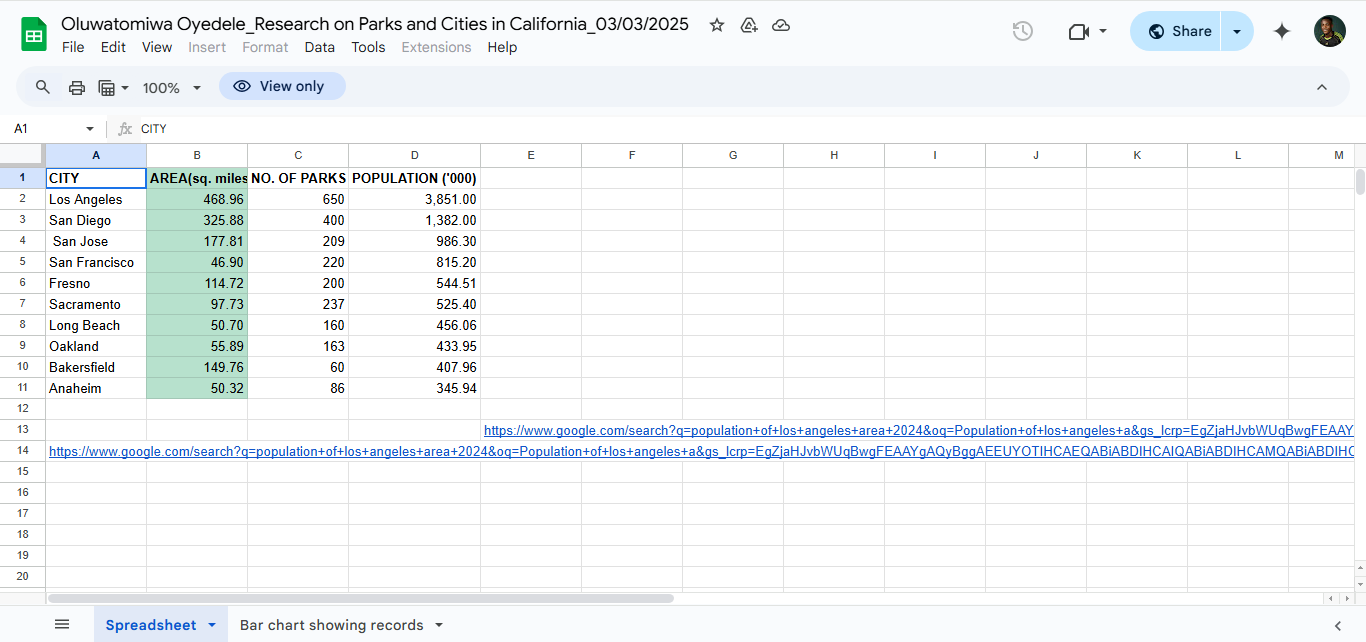 Oluwatomiwa Oyedele_Research on Parks and Cities in California_03/03/2025
File Edit View Insert Format Data Tools Extensions Help
Share
100% View only
A1 fx CITY
A B C D E F G H I J K L M
1 CITY AREA(sq. miles NO. OF PARKS POPULATION ('000)
2 Los Angeles 468.96 650 3,851.00
3 San Diego 325.88 400 1,382.00
4 San Jose 177.81 209 986.30
5 San Francisco 46.90 220 815.20
6 Fresno 114.72 200 544.51
7 Sacramento 97.73 237 525.40
8 Long Beach 50.70 160 456.06
9 Oakland 55.89 163 433.95
10 Bakersfield 149.76 60 407.96
11 Anaheim 50.32 86 345.94
12
13 https://www.google.com/search?q=population+of+los+angeles+area+2024&oq=Population+of+los+angeles+a&gs_lcrp=EgZjaHJvbWUqBwgFEAAY
14 https://www.google.com/search?q=population+of+los+angeles+area+2024&oq=Population+of+los+angeles+a&gs_lcrp=EgZjaHJvbWUqBwgFEAAYgAQyBggAEEUYOTIHCAEQABiABDIHCAIQABiABDIHCAMQABiABDIHC
15
16
17
18
19
20
Spreadsheet Bar chart showing records